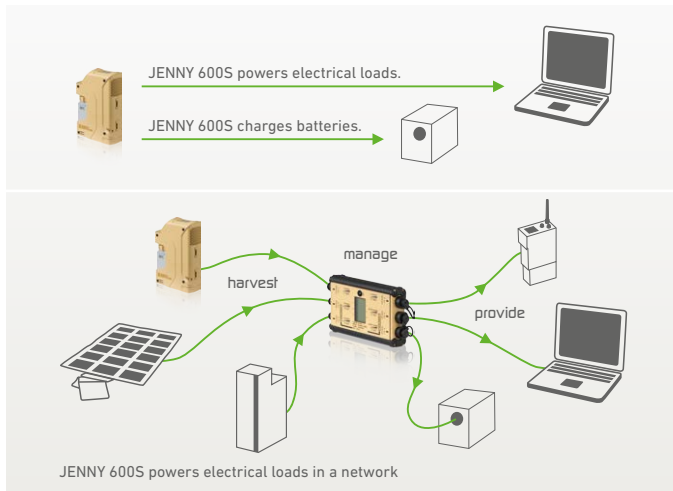 JENNY 600S powers electrical loads.
JENNY 600S charges batteries.
manage
harvest
provide
JENNY 600S powers electrical loads in a network